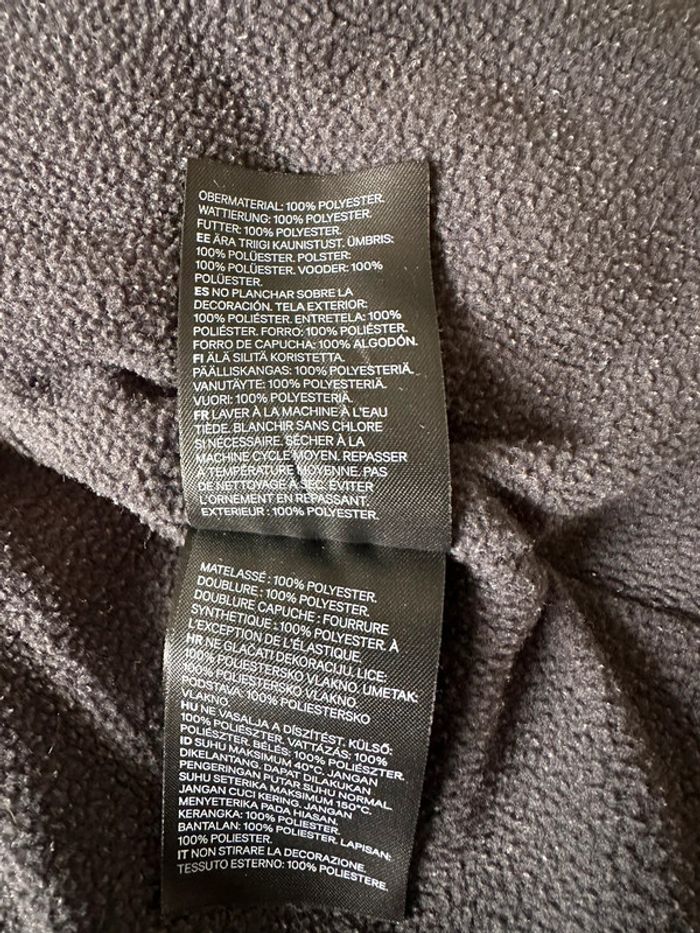 OBERMATERIAL: 100% POLYESTER.
WATTIERUNG: 100% POLYESTER.
FUTTER: 100% POLYESTER.
EE ÄRA TRIIGI KAUNISTUST. ÜMBRIS:
100% POLÜESTER. POLSTER:
100% POLÜESTER. VOODER: 100%
POLÜESTER.
ES NO PLANCHAR SOBRE LA
DECORACIÓN. TELA EXTERIOR:
100% POLIÉSTER. ENTRETELA: 100%
POLIÉSTER. FORRO: 100% POLIÉSTER.
FORRO DE CAPUCHA: 100% ALGODÓN.
FI ÄLÄ SILITÄ KORISTETTA.
PÄÄLLISKANGAS: 100% POLYESTERIÄ.
VANUTÄYTE: 100% POLYESTERIÄ.
VUORI: 100% POLYESTERIÄ.
FR LAVER À LA MACHINE À L'EAU
TIÈDE. BLANCHIR SANS CHLORE
SI NÉCESSAIRE. SÉCHER À LA
MACHINE CYCLE MOYEN. REPASSER
À TEMPÉRATURE MOYENNE. PAS
DE NETTOYAGE À SEC. ÉVITER
L'ORNEMENT EN REPASSANT.
EXTERIEUR : 100% POLYESTER.
MATELASSÉ : 100% POLYESTER.
DOUBLURE : 100% POLYESTER.
DOUBLURE CAPUCHE : FOURRURE
SYNTHÉTIQUE : 100% POLYESTER. À
L'EXCEPTION DE L'ÉLASTIQUE.
HR NE GLAČATI DEKORACIJU. LICE:
100% POLIESTERSKO VLAKNO. UMETAK:
100% POLIESTERSKO VLAKNO
PODSTAVA: 100% POLIESTERSKO
VLAKNO
HU NE VASALJA A DÍSZÍTÉST. KÜLSŐ:
100% POLIÉSZTER. VATTÁZÁS: 100%
POLIÉSZTER. BÉLÉS: 100% POLIÉSZTER.
ID SUHU MAKSIMUM 40°C. JANGAN
DIKELANTANG. DAPAT DILAKUKAN
PENGERINGAN PUTAR SUHU NORMAL.
SUHU SETERIKA MAKSIMUM 150°C.
JANGAN CUCI KERING. JANGAN
MENYETERIKA PADA HIASAN.
KERANGKA: 100% POLIESTER.
BANTALAN: 100% POLIESTER. LAPISAN:
100% POLIESTER.
IT NON STIRARE LA DECORAZIONE
TESSUTO ESTERNO: 100% POLIESTERE.